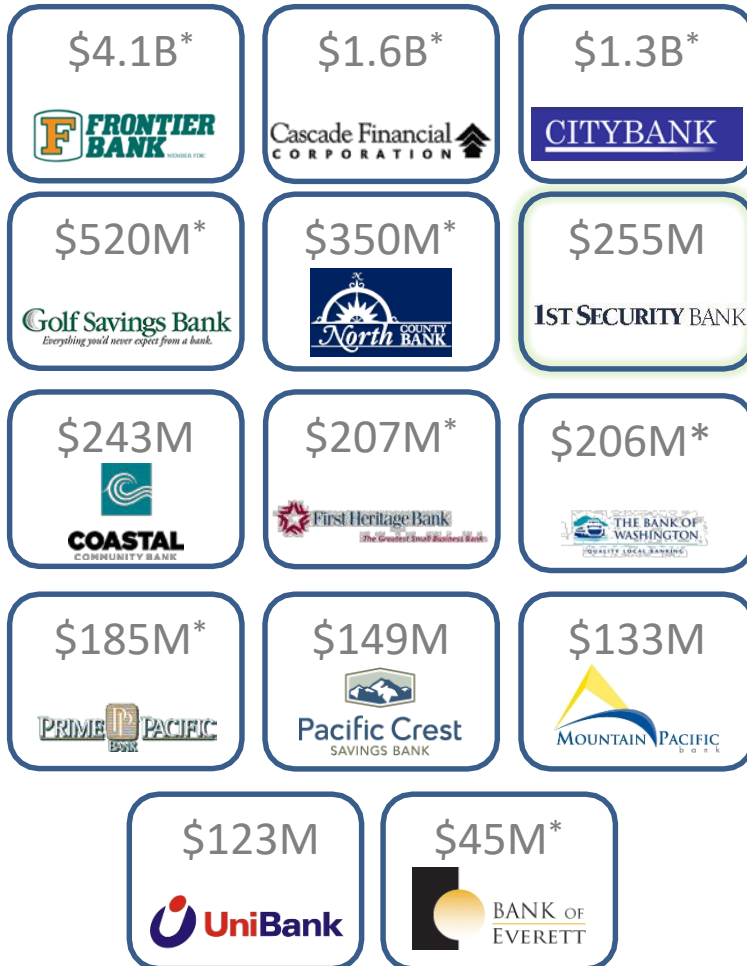 $4.1B* $1.6B* $1.3B*
F FRONTIER BANK MEMBER FDIC
Cascade Financial CORPORATION
CITYBANK
$520M* $350M* $255M
Golf Savings Bank
Everything you'd never expect from a bank.
N
North COUNTY BANK
1ST SECURITY BANK
$243M $207M* $206M*
COASTAL
COMMUNITY BANK
First Heritage Bank
The Greatest Small Business Bank
THE BANK OF
WASHINGTON
QUALITY LOCAL BANKING
$185M* $149M $133M
PRIME PACIFIC
BANK
Pacific Crest
SAVINGS BANK
MOUNTAIN PACIFIC
bank
$123M $45M*
UniBank
BANK OF
EVERETT